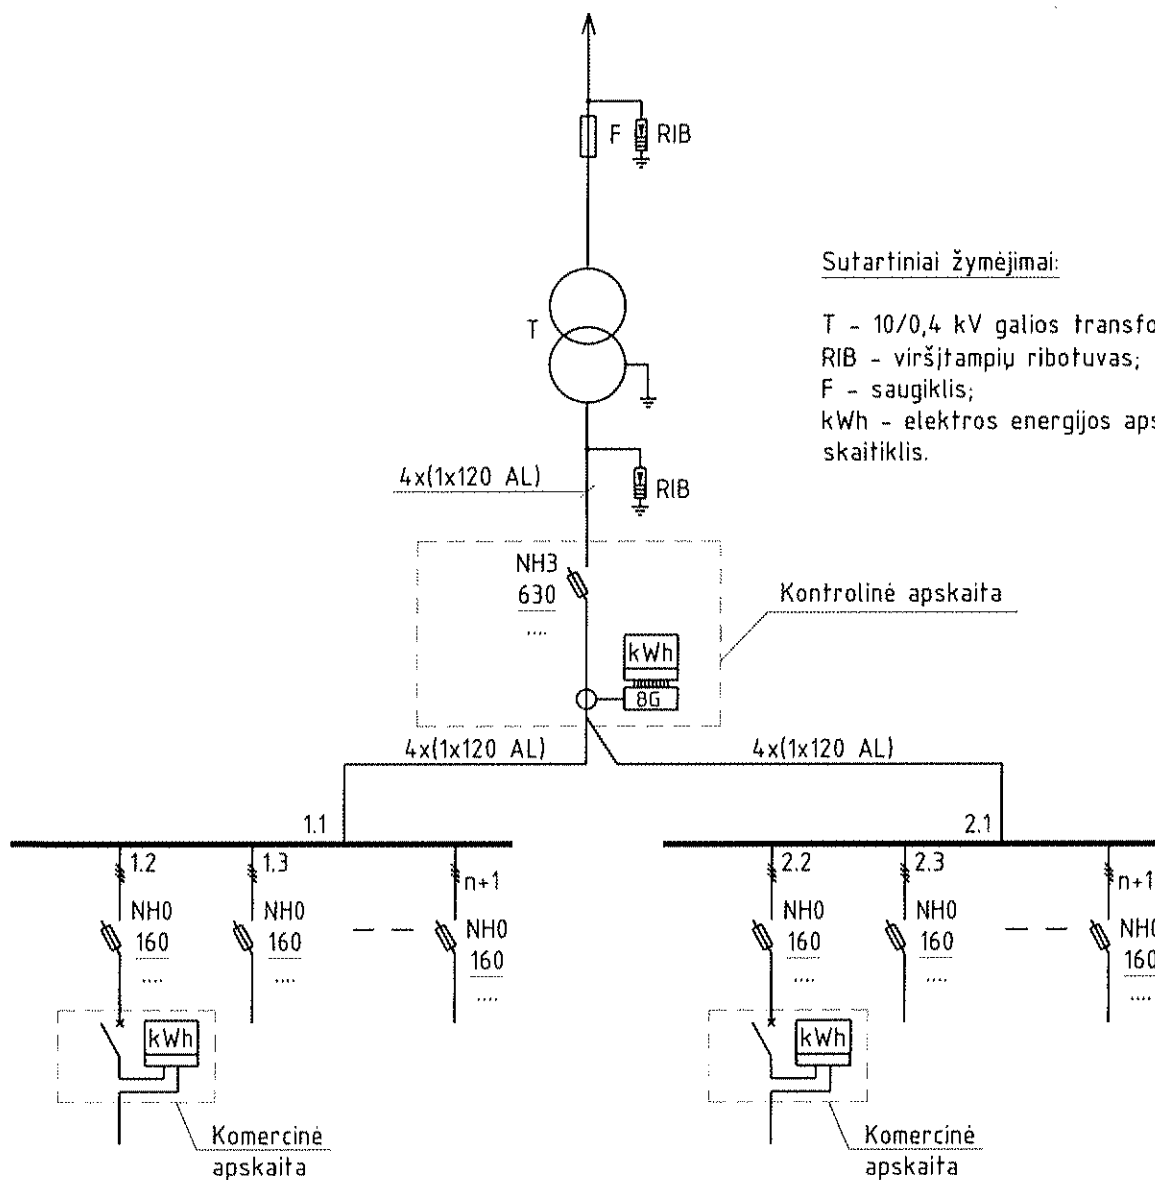 F
RIB
Sutartiniai žymėjimai:
T
T - 10/0,4 kV galios transfo
RIB - viršįtampių ribotuvas;
F - saugiklis;
kWh - elektros energijos aps
skaitiklis.
4x(1x120 AL)
RIB
NH3
630
....
Kontrolinė apskaita
kWh
8G
4x(1x120 AL)
4x(1x120 AL)
1.1
2.1
1.2
1.3
n+1
2.2
2.3
n+1
NH0
160
....
NH0
160
....
NH0
160
....
NH0
160
....
NH0
160
....
NH0
160
....
kWh
kWh
Komercinė
apskaita
Komercinė
apskaita